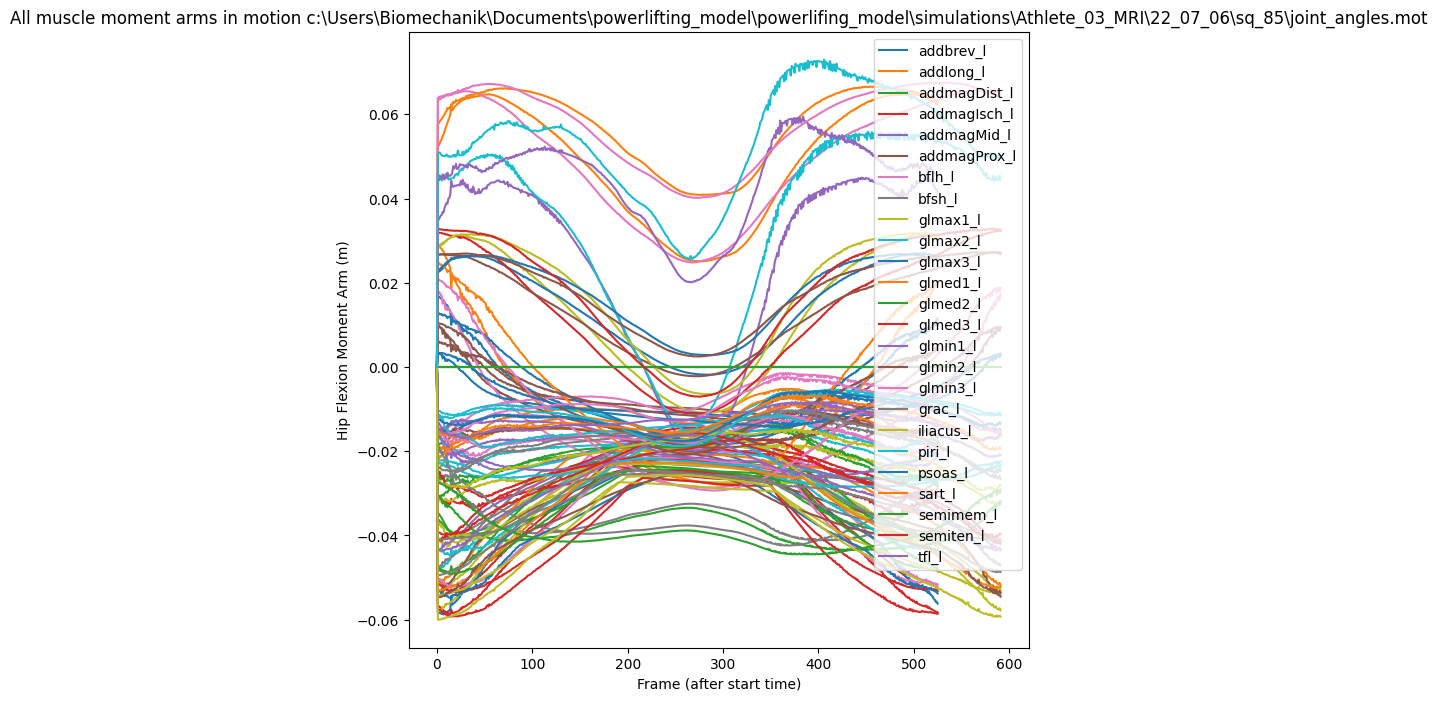 All muscle moment arms in motion c:\Users\Biomechanik\Documents\powerlifting_model\powerlifing_model\simulations\Athlete_03_MRI\22_07_06\sq_85\joint_angles.mot
addbrev_l
addlong_l
addmagDist_l
addmagIsch_l
addmagMid_l
addmagProx_l
bflh_l
bfsh_l
glmax1_l
glmax2_l
glmax3_l
glmed1_l
glmed2_l
glmed3_l
glmin1_l
glmin2_l
glmin3_l
grac_l
iliacus_l
piri_l
psoas_l
sart_l
semimem_l
semiten_l
tfl_l
Hip Flexion Moment Arm (m)
0.06
0.04
0.02
0.00
−0.02
−0.04
−0.06
0 100 200 300 400 500 600
Frame (after start time)